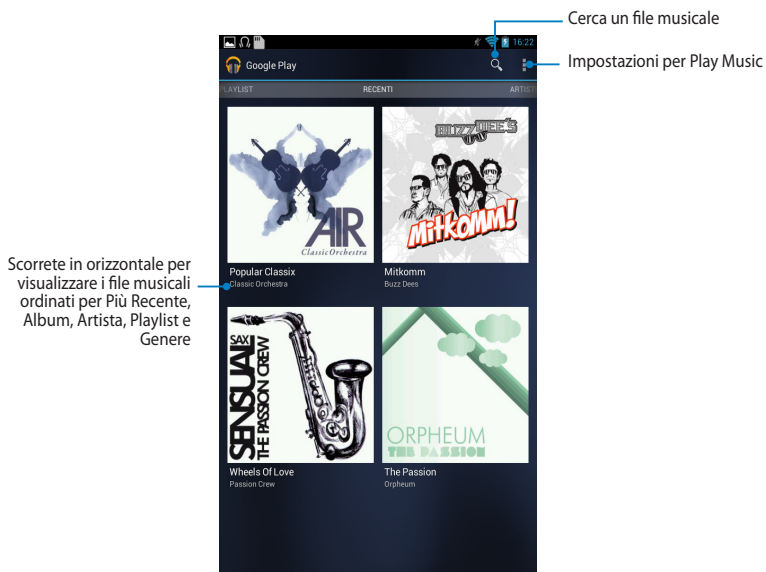 Cerca un file musicale
Impostazioni per Play Music
16:22
Google Play
PLAYLIST RECENTI ARTISTI
BUZZ DEE'S
Mitkomm!
AIR
Classic Orchestra
Popular Classix
Classic Orchestra
Mitkomm
Buzz Dees
Scorrete in orizzontale per
visualizzare i file musicali
ordinati per Più Recente,
Album, Artista, Playlist e
Genere
SENSUAL
SAX
THE PASSION CREW
ORPHEUM
THE PASSION
Wheels Of Love
Passion Crew
The Passion
Orpheum